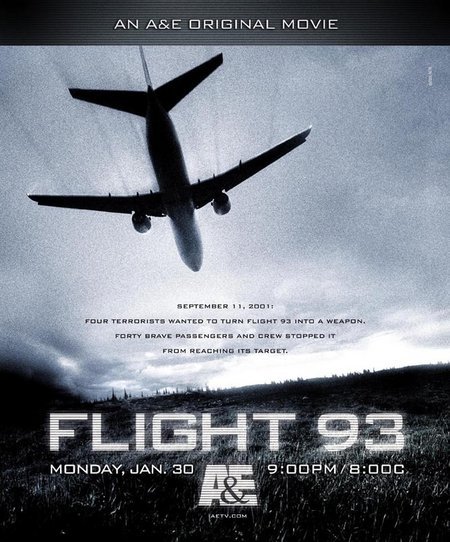 AN A&E ORIGINAL MOVIE
SEPTEMBER 11, 2001:
FOUR TERRORISTS WANTED TO TURN FLIGHT 93 INTO A WEAPON.
FORTY BRAVE PASSENGERS AND CREW STOPPED IT
FROM REACHING ITS TARGET.
FLIGHT 93
MONDAY, JAN. 30 A&E 9:00PM/8:00C
AETV.COM